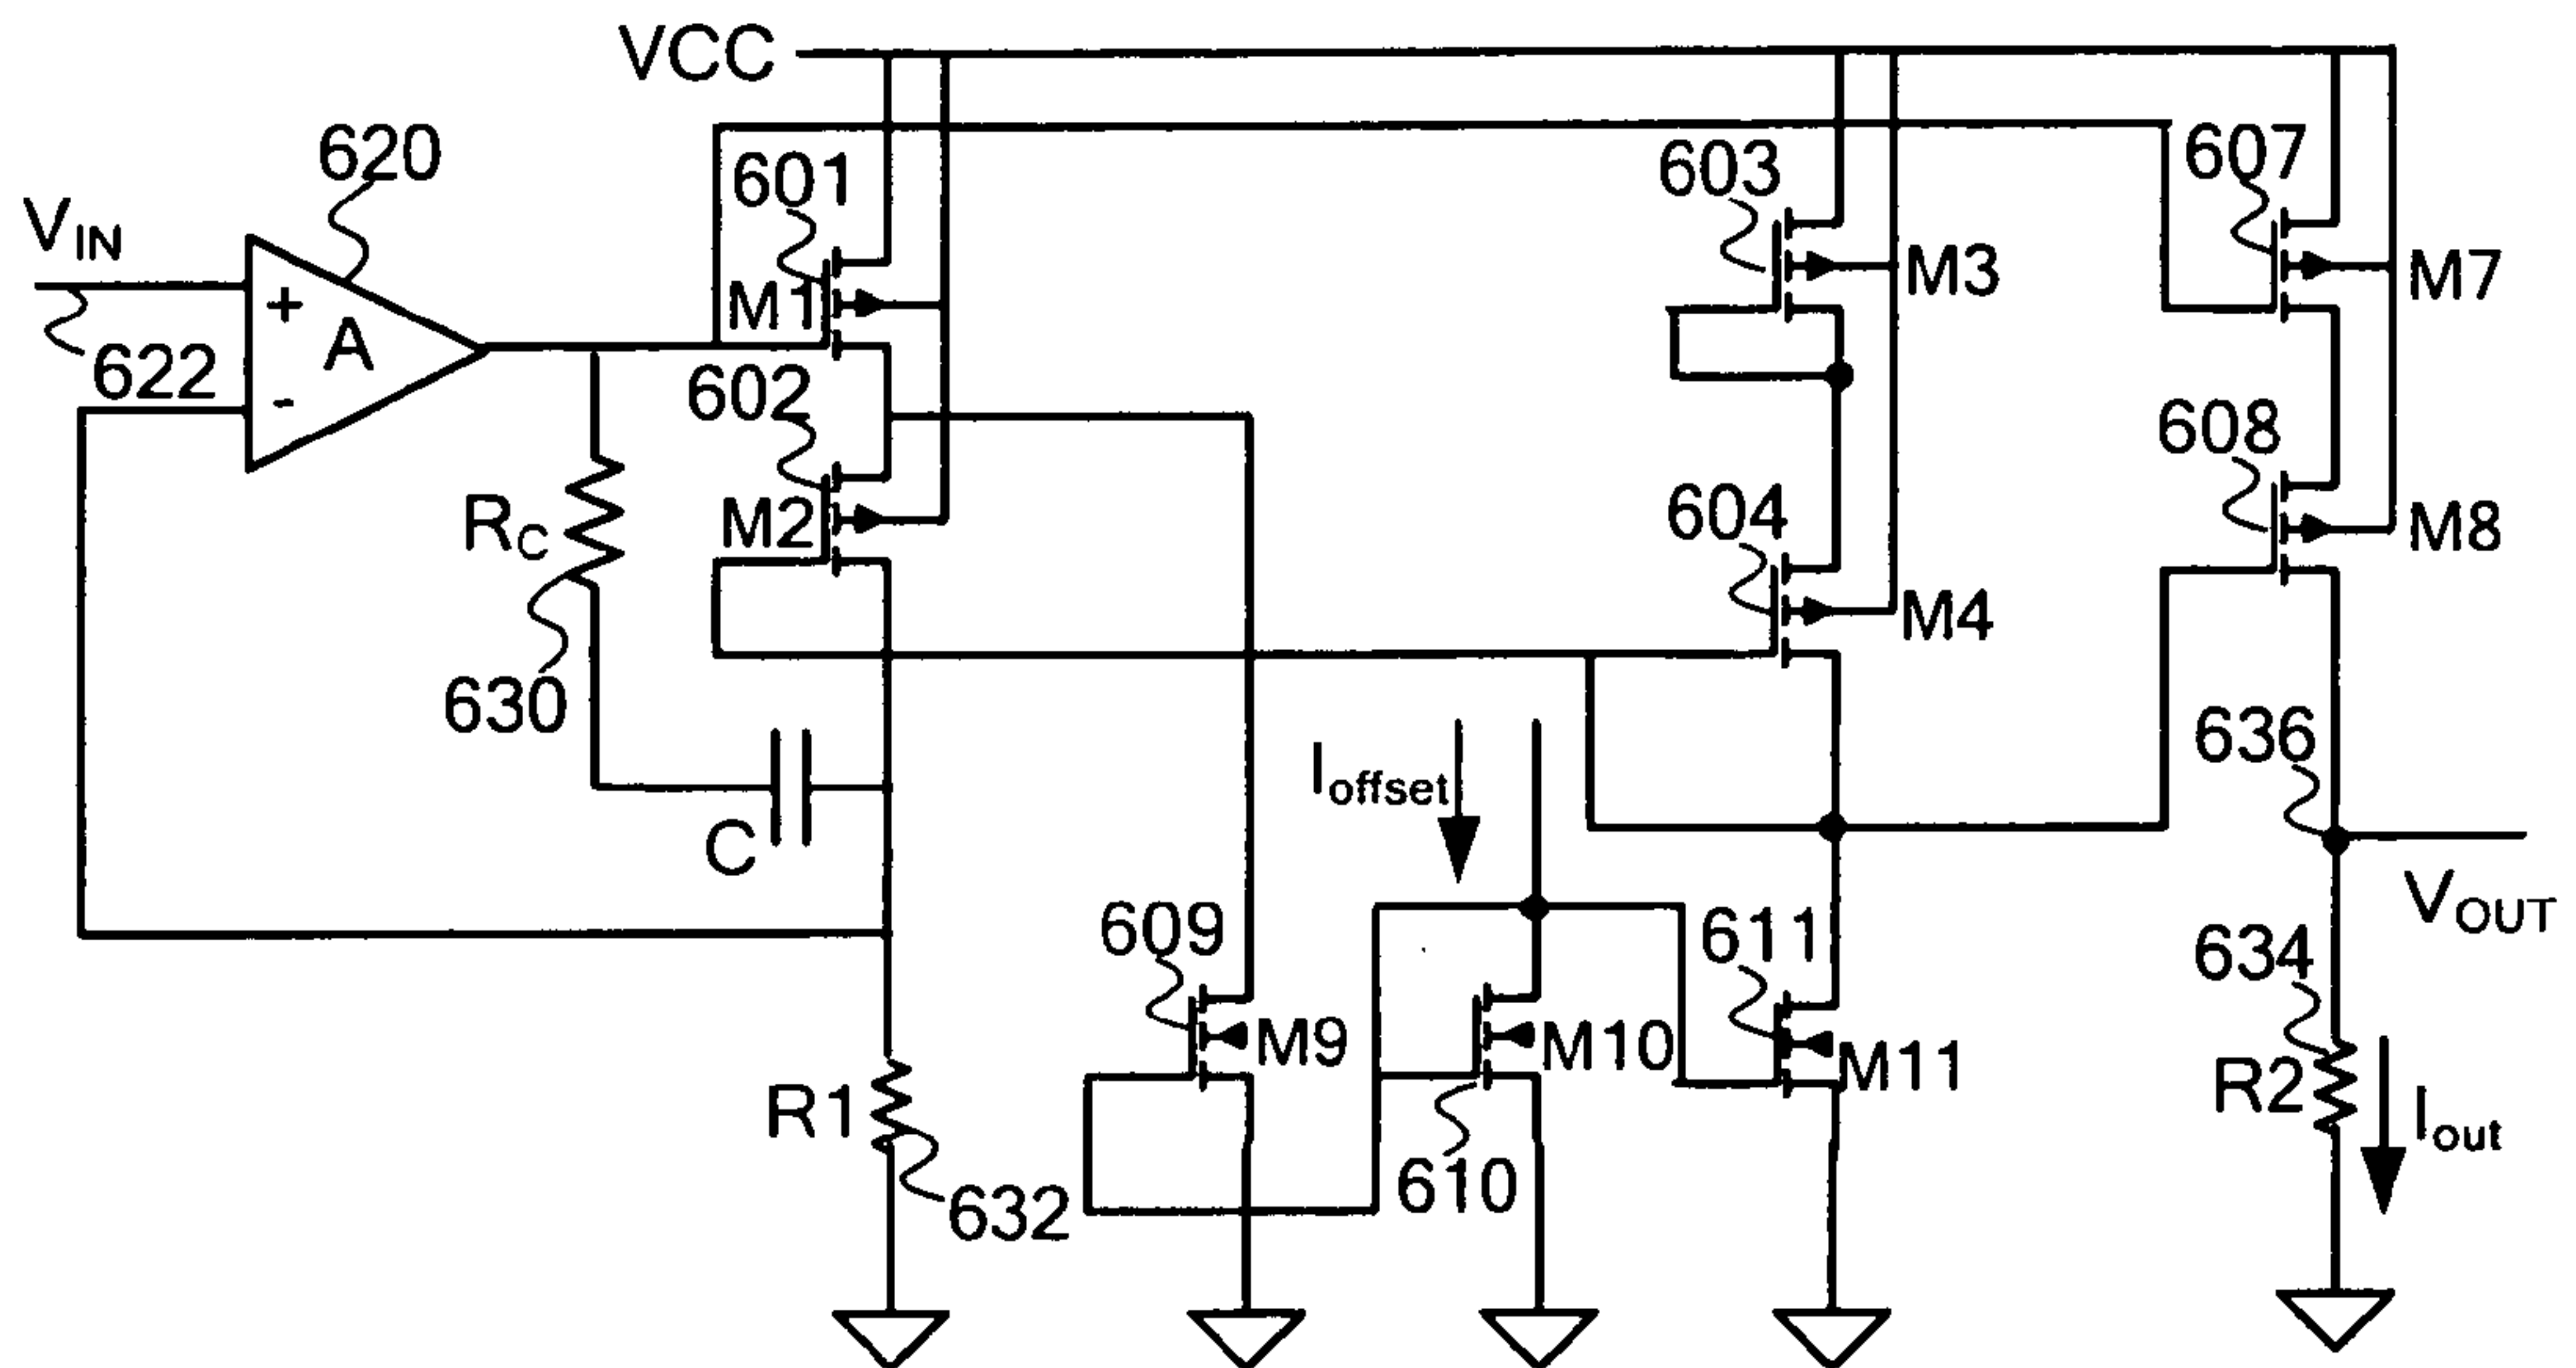 VCC
620
601
603
607
V_IN
+
A
-
622
M1
M3
M7
602
608
R_C
M2
604
M8
M4
630
636
I_offset
C
V_OUT
609
611
634
M9
M10
M11
R1
R2
I_out
610
632